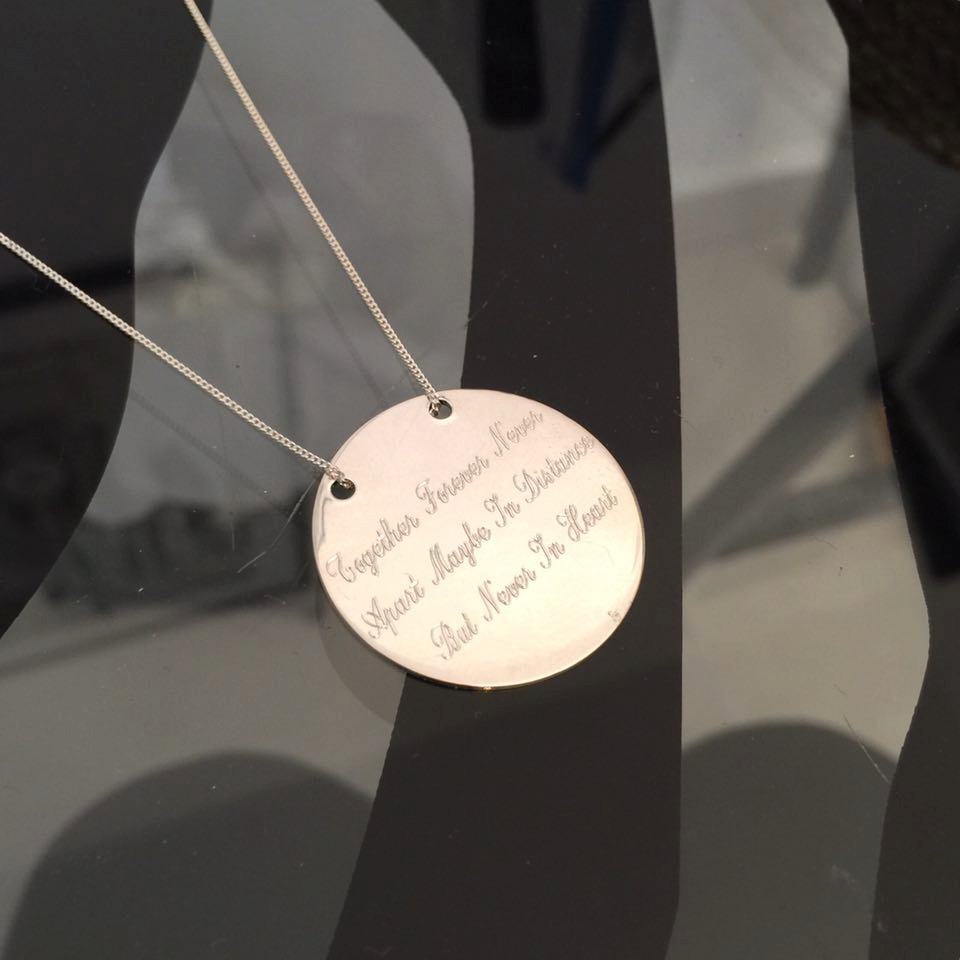 Together Forever Never
Apart Maybe In Distance
But Never In Heart